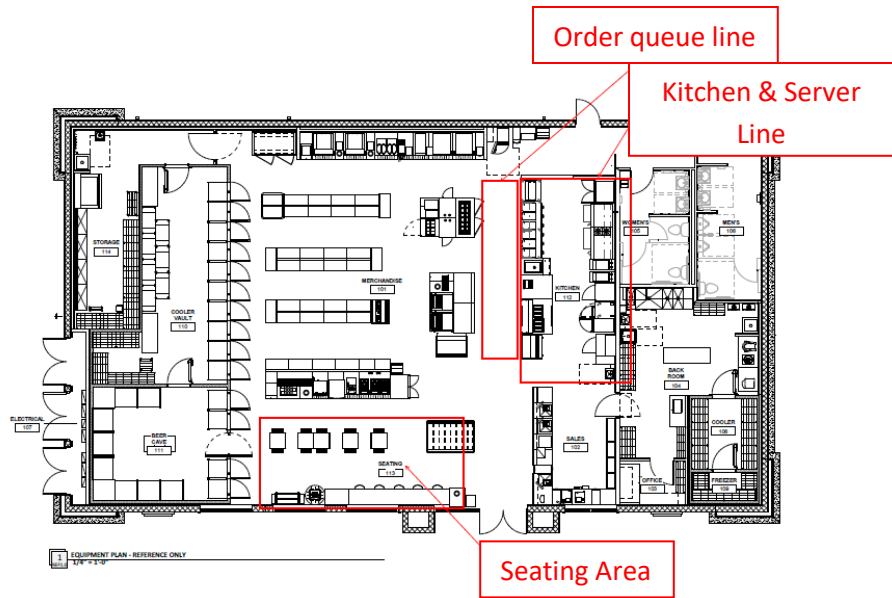 Order queue line
Kitchen & Server
Line
STORAGE
114
WOMEN'S
105
MEN'S
106
MERCHANDISE
101
KITCHEN
112
COOLER
VAULT
110
BACK
ROOM
104
ELECTRICAL
107
BEER
CAVE
111
SALES
102
COOLER
108
SEATING
113
OFFICE
103
FREEZER
109
1
EQUIPMENT PLAN - REFERENCE ONLY
1/4" = 1'-0"
Seating Area